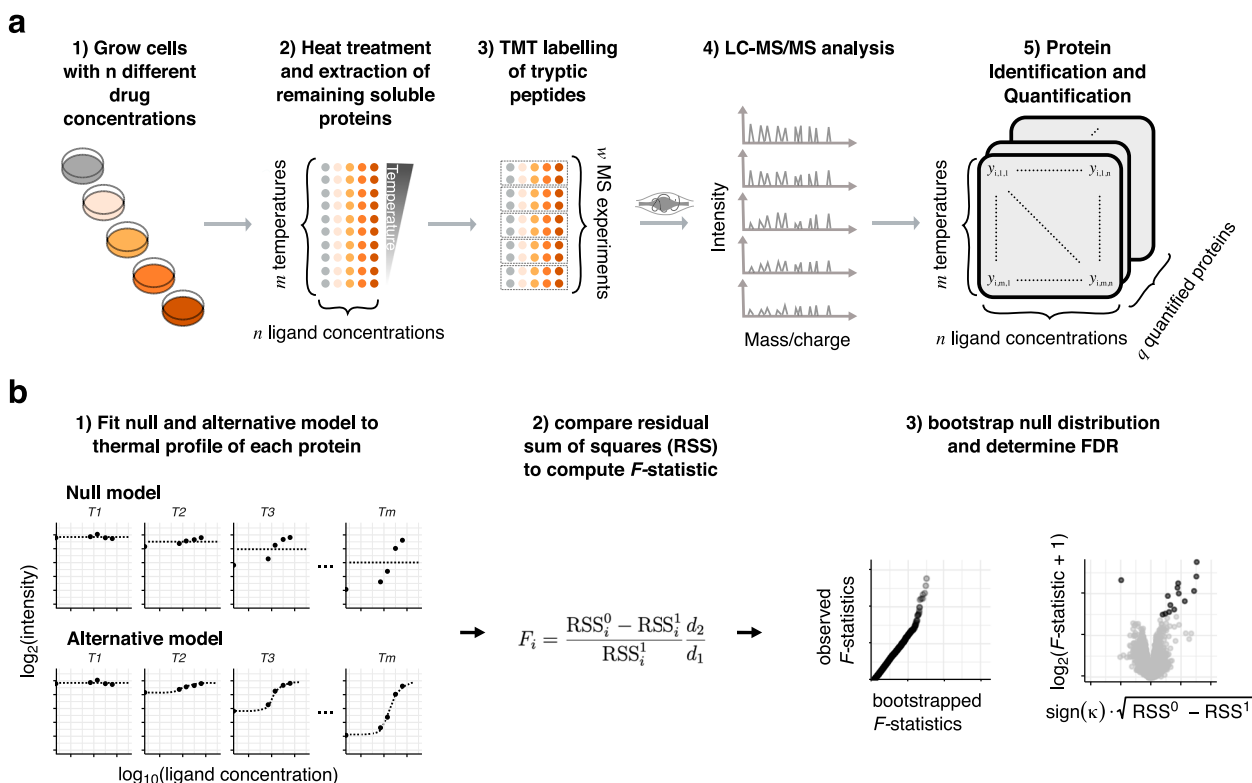 a
1) Grow cells
with n different
drug
concentrations
2) Heat treatment
and extraction of
remaining soluble
proteins
m temperatures
Temperature
n ligand concentrations
3) TMT labelling
of tryptic
peptides
w MS experiments
4) LC-MS/MS analysis
Intensity
Mass/charge
5) Protein
Identification and
Quantification
m temperatures
y_{i,1,1} y_{i,1,n}
y_{i,m,1} y_{i,m,n}
n ligand concentrations
q quantified proteins
b
1) Fit null and alternative model to
thermal profile of each protein
Null model
T1 T2 T3 Tm
...
Alternative model
T1 T2 T3 Tm
...
log₂(intensity)
log₁₀(ligand concentration)
2) compare residual
sum of squares (RSS)
to compute F-statistic
F_i = \frac{RSS_i^0 − RSS_i^1}{RSS_i^1} \frac{d_2}{d_1}
3) bootstrap null distribution
and determine FDR
observed
F-statistics
bootstrapped
F-statistics
log₂(F-statistic + 1)
sign(κ) · √RSS⁰ − RSS¹